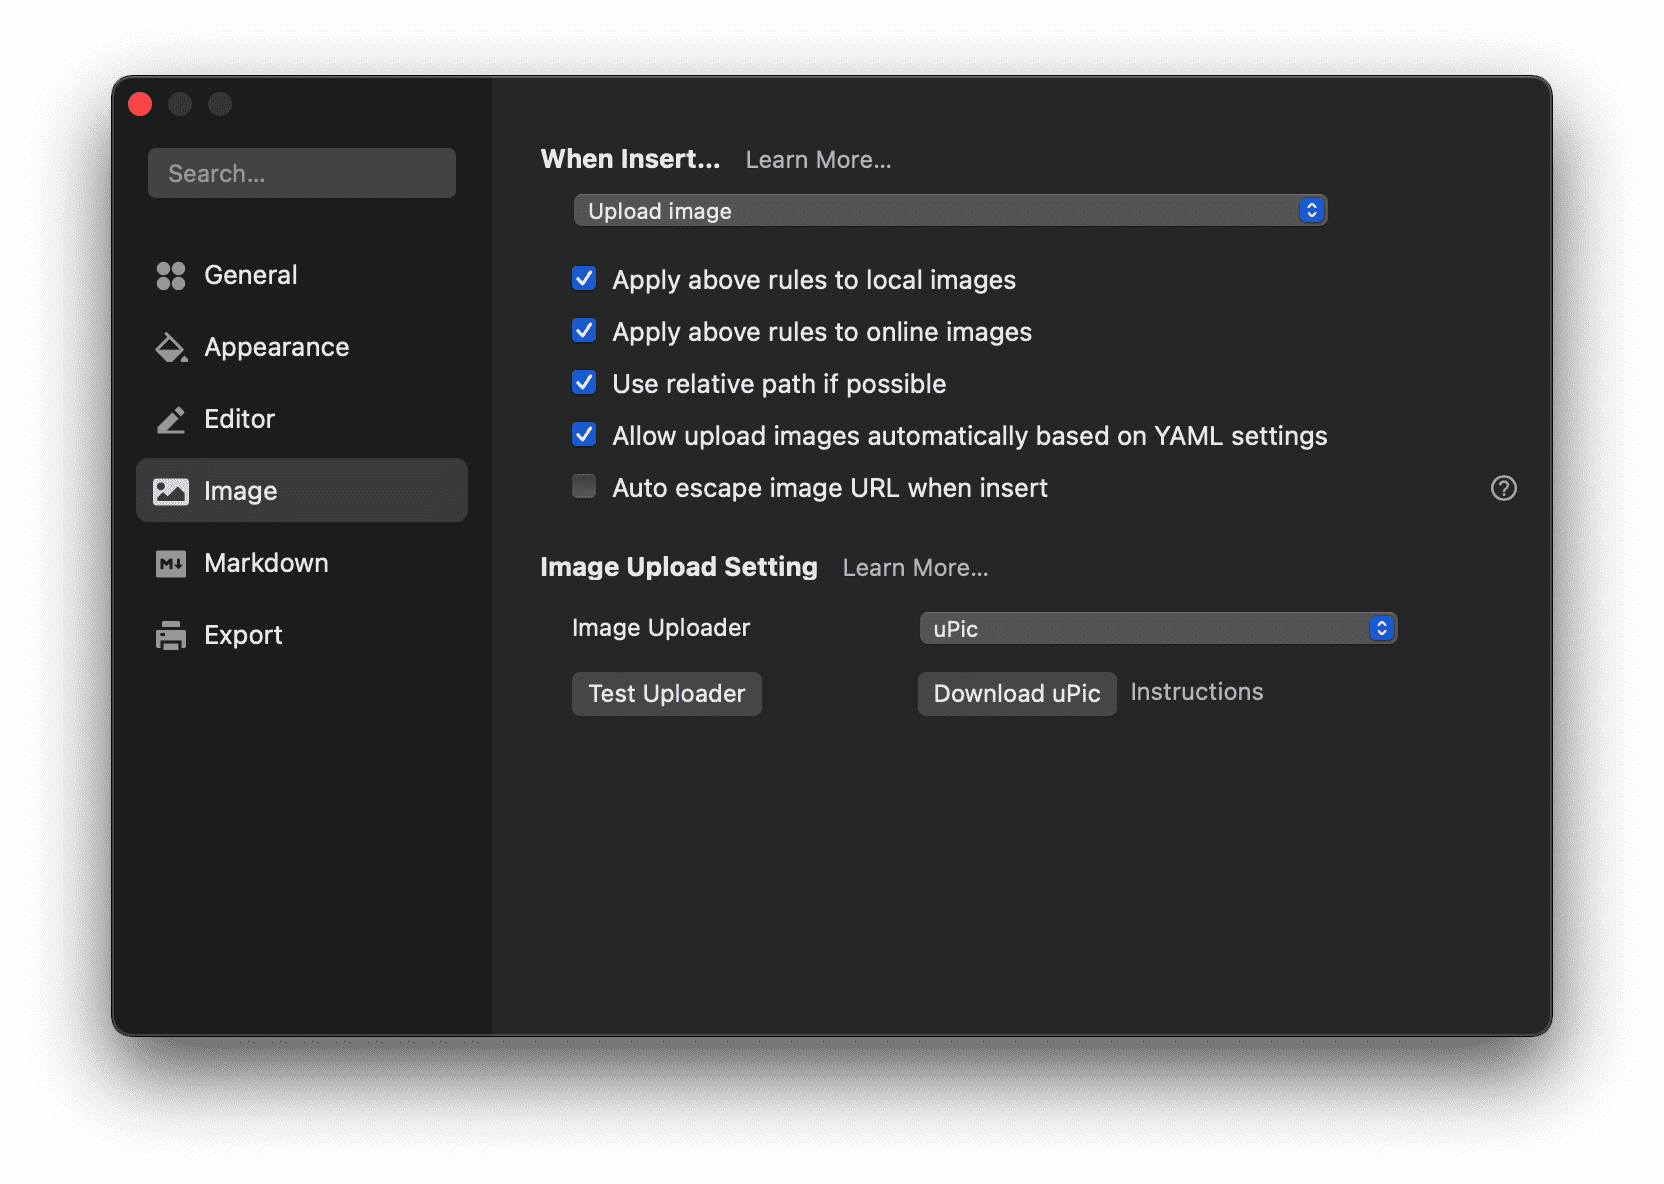 Search...
General
Appearance
Editor
Image
Markdown
Export
When Insert... Learn More...
Upload image
Apply above rules to local images
Apply above rules to online images
Use relative path if possible
Allow upload images automatically based on YAML settings
Auto escape image URL when insert
Image Upload Setting Learn More...
Image Uploader uPic
Test Uploader Download uPic Instructions